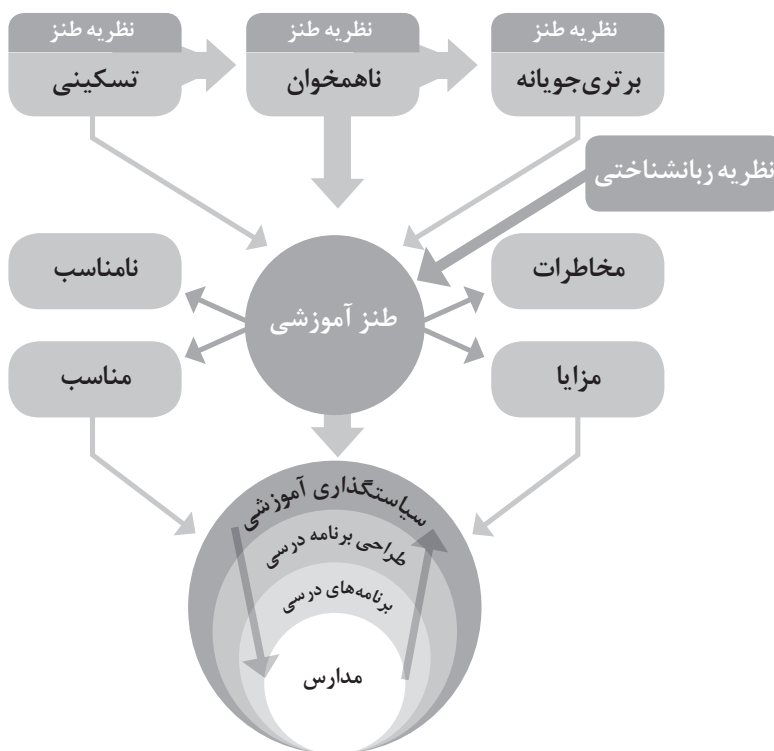 نظریه طنز
برتری‌جویانه
نظریه طنز
ناهمخوان
نظریه طنز
تسکینی
نظریه زبانشناختی
مخاطرات
طنز آموزشی
نامناسب
مزایا
مناسب
سیاستگذاری آموزشی
طراحی برنامه درسی
برنامه‌های درسی
مدارس